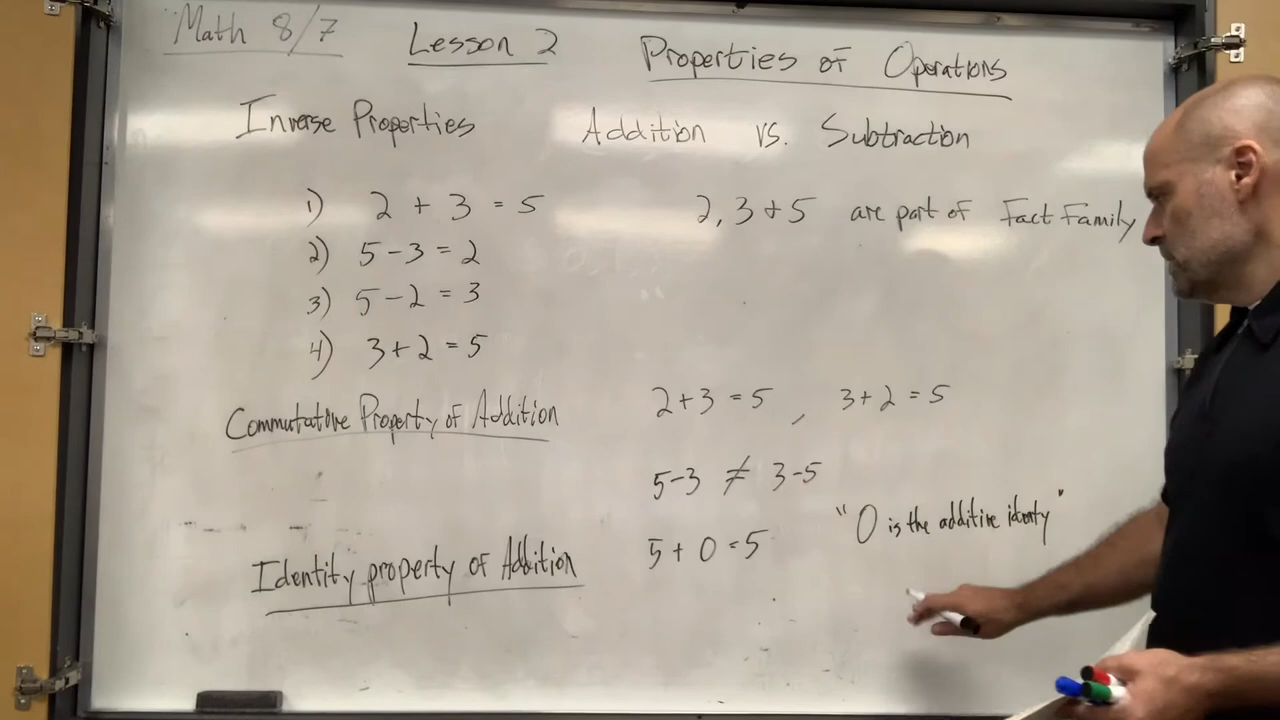 Math 8/7 Lesson 2 Properties of Operations
Inverse Properties Addition vs. Subtraction
1) 2 + 3 = 5 2, 3 + 5 are part of Fact Family
2) 5-3 = 2
3) 5-2 = 3
4) 3+2 = 5
Commutative Property of Addition 2+3 = 5 , 3+2 = 5
5-3 ≠ 3-5
"0 is the additive identy"
Identity property of Addition 5 + 0 = 5